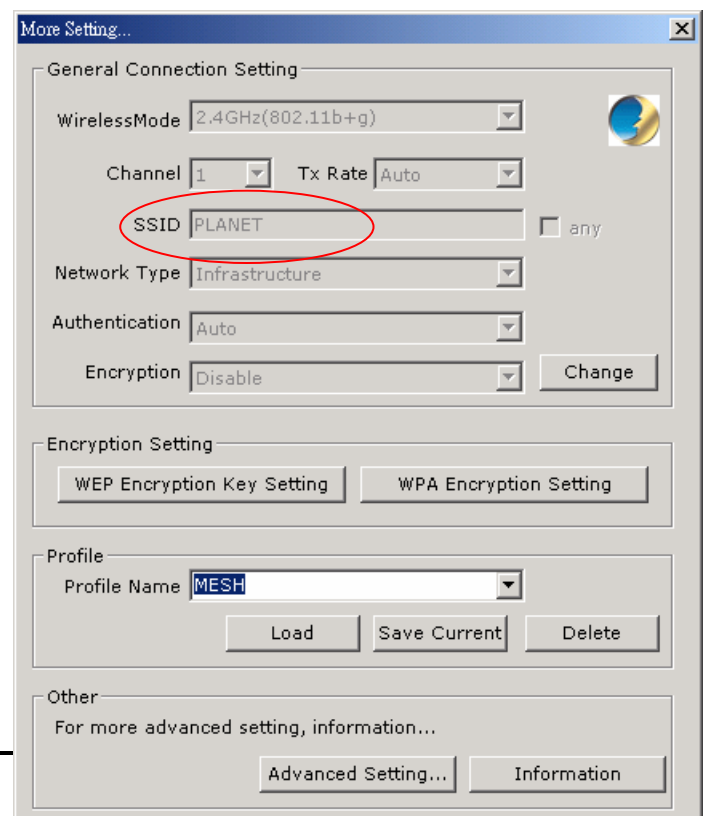 More Setting...
General Connection Setting
WirelessMode 2.4GHz(802.11b+g)
Channel 1 Tx Rate Auto
SSID PLANET any
Network Type Infrastructure
Authentication Auto
Encryption Disable Change
Encryption Setting
WEP Encryption Key Setting WPA Encryption Setting
Profile
Profile Name MESH
Load Save Current Delete
Other
For more advanced setting, information...
Advanced Setting... Information